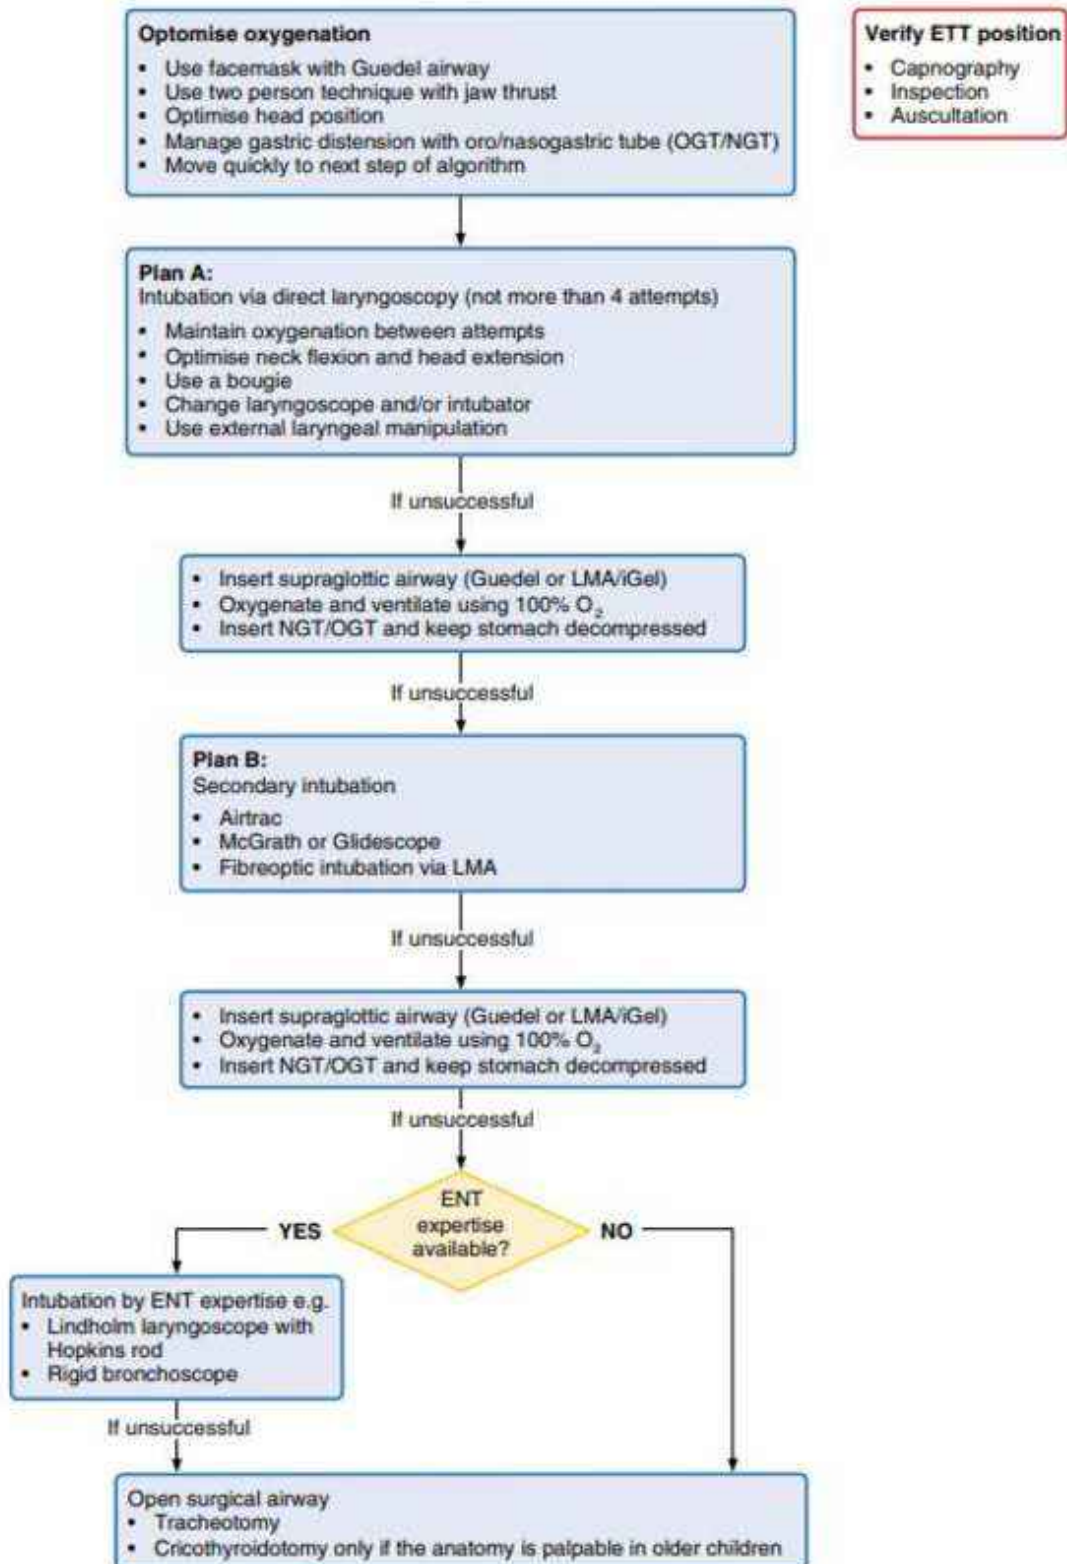 Optomise oxygenation
• Use facemask with Guedel airway
• Use two person technique with jaw thrust
• Optimise head position
• Manage gastric distension with oro/nasogastric tube (OGT/NGT)
• Move quickly to next step of algorithm
Verify ETT position
• Capnography
• Inspection
• Auscultation
Plan A:
Intubation via direct laryngoscopy (not more than 4 attempts)
• Maintain oxygenation between attempts
• Optimise neck flexion and head extension
• Use a bougie
• Change laryngoscope and/or intubator
• Use external laryngeal manipulation
If unsuccessful
• Insert supraglottic airway (Guedel or LMA/iGel)
• Oxygenate and ventilate using 100% O₂
• Insert NGT/OGT and keep stomach decompressed
If unsuccessful
Plan B:
Secondary intubation
• Airtrac
• McGrath or Glidescope
• Fibreoptic intubation via LMA
If unsuccessful
• Insert supraglottic airway (Guedel or LMA/iGel)
• Oxygenate and ventilate using 100% O₂
• Insert NGT/OGT and keep stomach decompressed
If unsuccessful
ENT
expertise
available?
YES
NO
Intubation by ENT expertise e.g.
• Lindholm laryngoscope with
Hopkins rod
• Rigid bronchoscope
If unsuccessful
Open surgical airway
• Tracheotomy
• Cricothyroidotomy only if the anatomy is palpable in older children